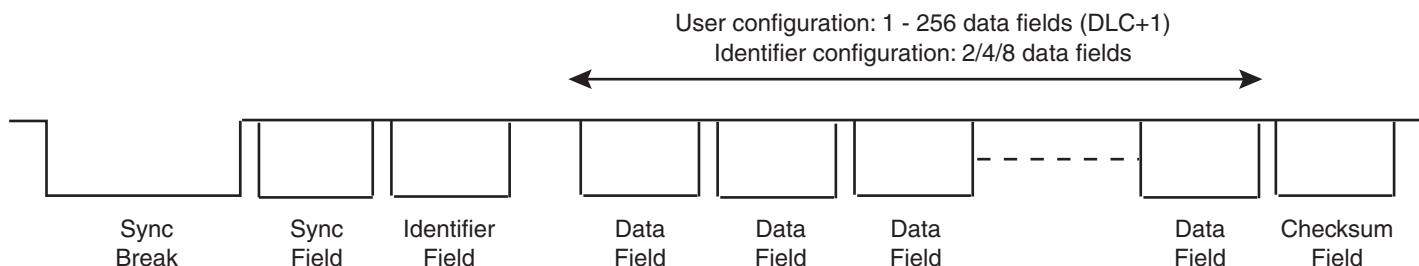 User configuration: 1 - 256 data fields (DLC+1)
Identifier configuration: 2/4/8 data fields
Sync
Break
Sync
Field
Identifier
Field
Data
Field
Data
Field
Data
Field
Data
Field
Checksum
Field